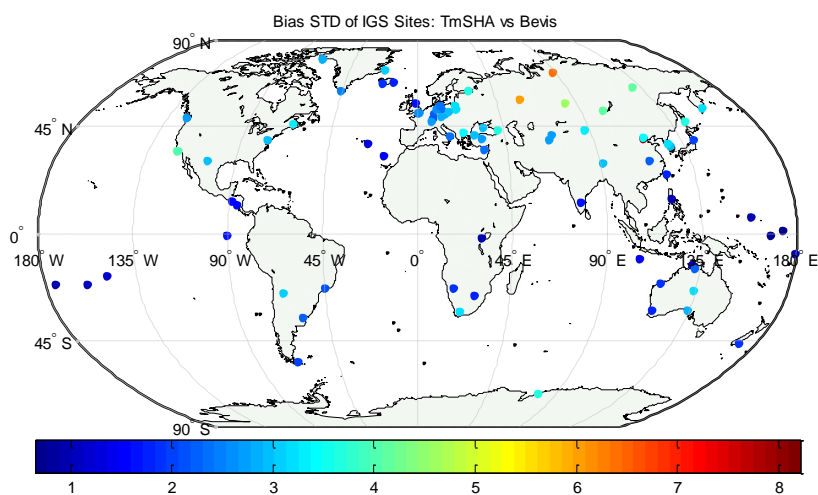 Bias STD of IGS Sites: TmSHA vs Bevis
90° N
45° N
0°
180° W 135° W 90° W 45° W 0 45° E 90° E 135° E 180° E
45° S
90° S
1 2 3 4 5 6 7 8